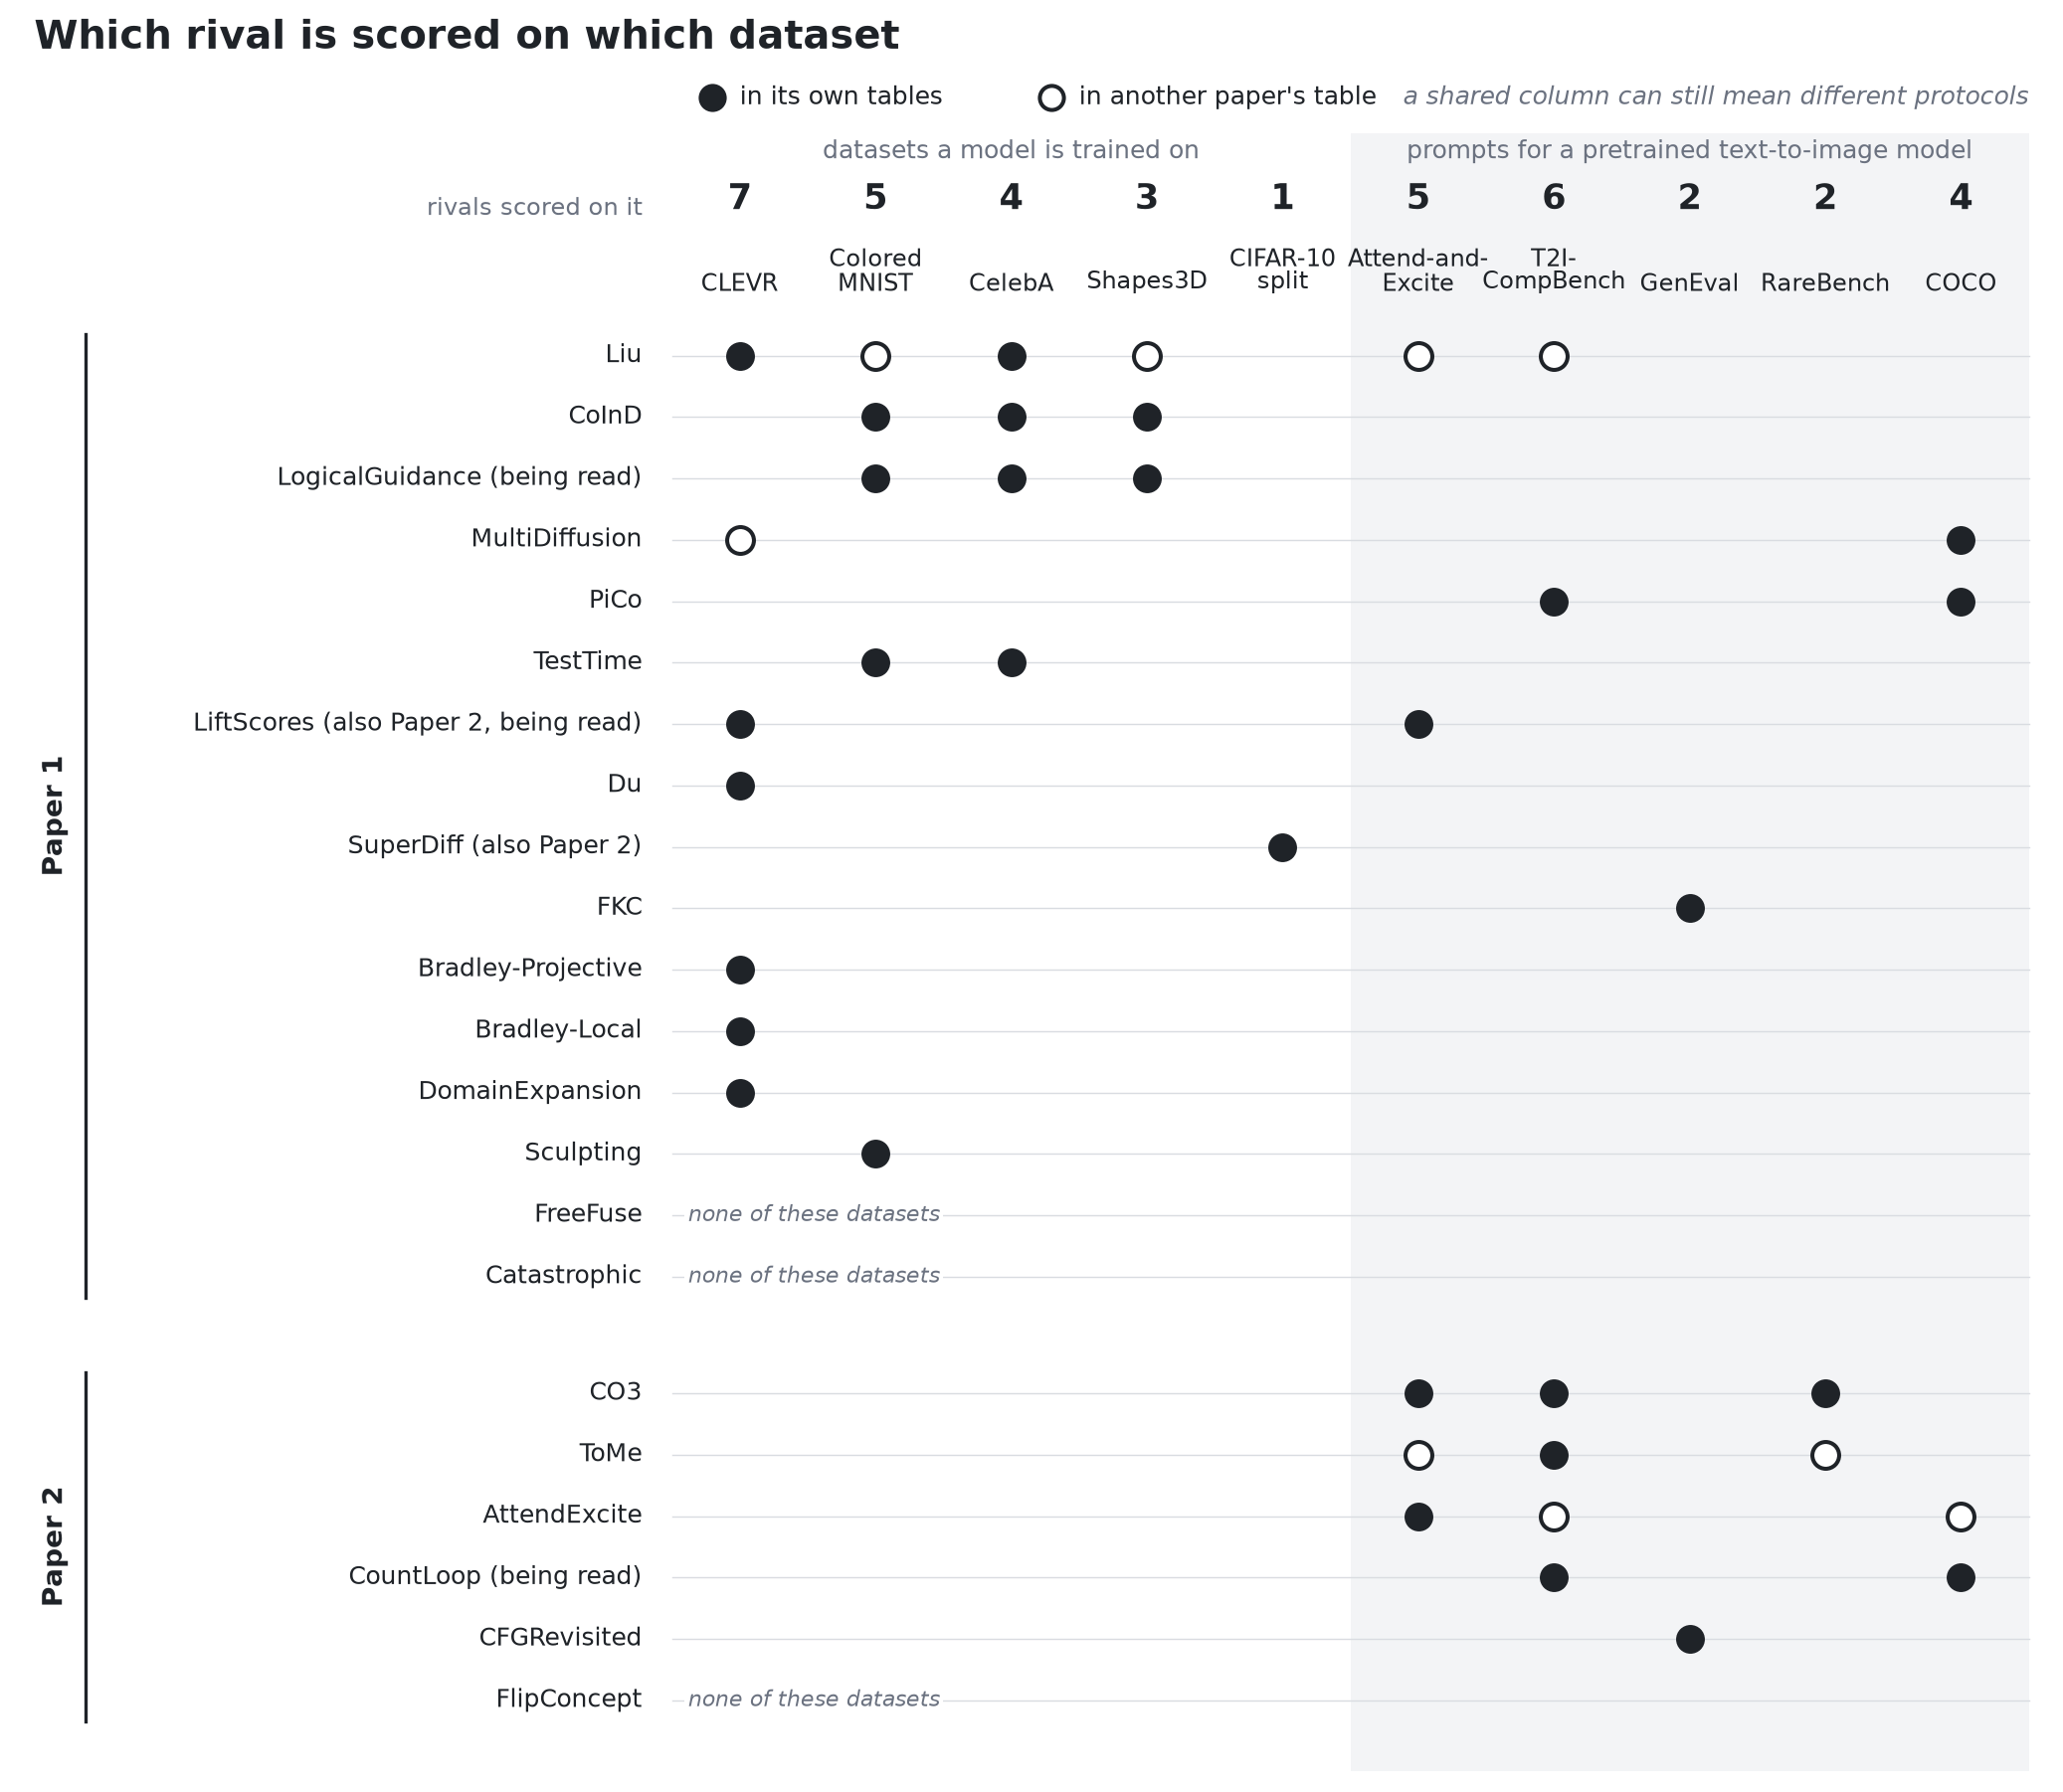 Which rival is scored on which dataset
in its own tables
in another paper's table
a shared column can still mean different protocols
datasets a model is trained on
prompts for a pretrained text-to-image model
rivals scored on it
7 5 4 3 1 5 6 2 2 4
CLEVR
Colored
MNIST
CelebA
Shapes3D
CIFAR-10
split
Attend-and-
Excite
T2I-
CompBench
GenEval
RareBench
COCO
Paper 1
Liu
CoInD
LogicalGuidance (being read)
MultiDiffusion
PiCo
TestTime
LiftScores (also Paper 2, being read)
Du
SuperDiff (also Paper 2)
FKC
Bradley-Projective
Bradley-Local
DomainExpansion
Sculpting
FreeFuse none of these datasets
Catastrophic none of these datasets
Paper 2
CO3
ToMe
AttendExcite
CountLoop (being read)
CFGRevisited
FlipConcept none of these datasets